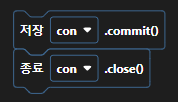 저장 con .commit()
종료 con .close()